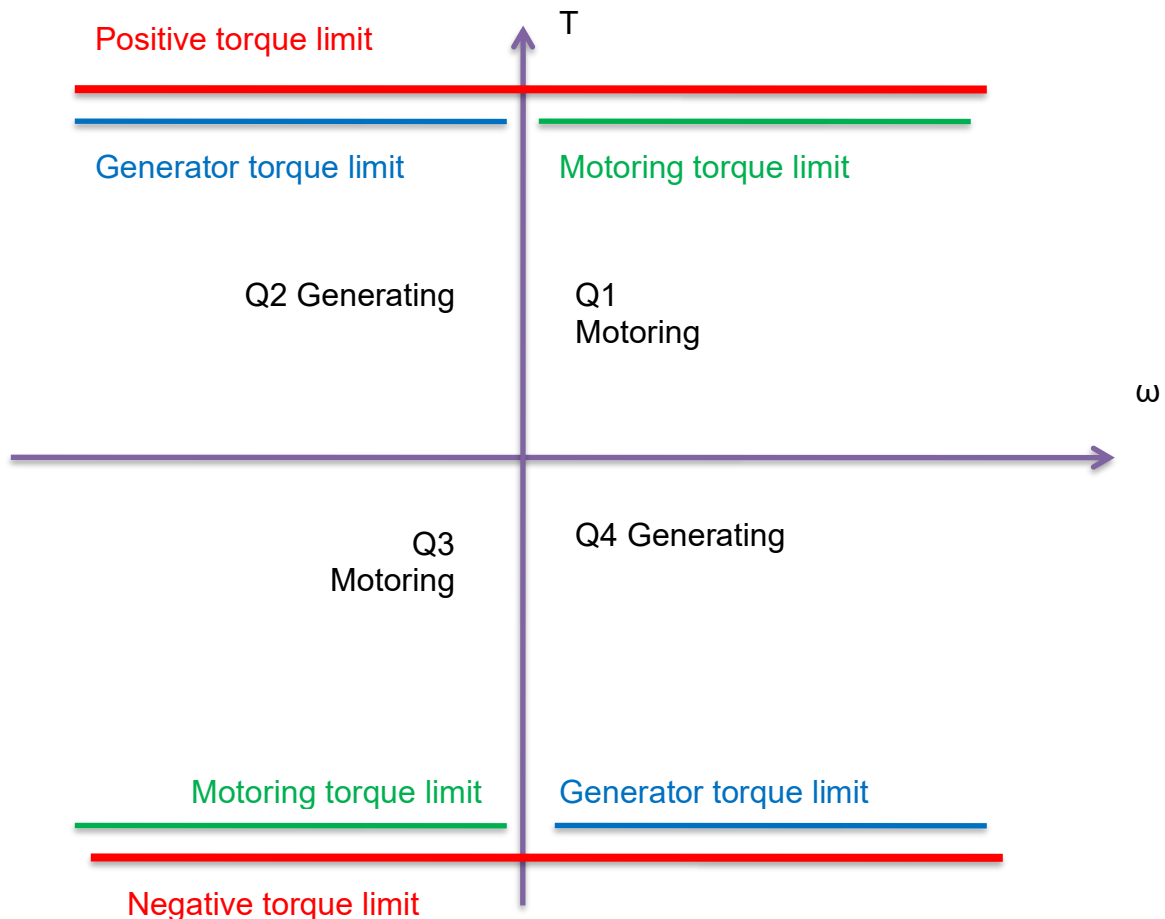 T
Positive torque limit
Generator torque limit
Motoring torque limit
Q2 Generating
Q1
Motoring
ω
Q3
Motoring
Q4 Generating
Motoring torque limit
Generator torque limit
Negative torque limit